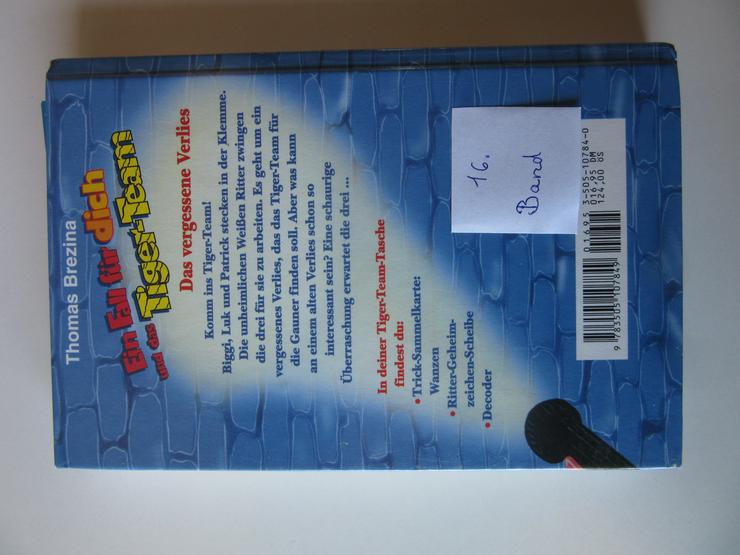 Thomas Brezina
Ein Fall für dich
und das Tiger-Team
Das vergessene Verlies
Komm ins Tiger-Team!
Biggi, Luk und Patrick stecken in der Klemme.
Die unheimlichen Weißen Ritter zwingen
die drei für sie zu arbeiten. Es geht um ein
vergessenes Verlies, das das Tiger-Team für
die Gauner finden soll. Aber was kann
an einem alten Verlies schon so
interessant sein? Eine schaurige
Überraschung erwartet die drei ...
In deiner Tiger-Team-Tasche
findest du:
• Trick-Sammelkarte:
Wanzen
• Ritter-Geheim-
zeichen-Scheibe
• Decoder
16.
Band
01695 3-505-10784-0
016,95 DM
124,00 öS
9 783505 107849